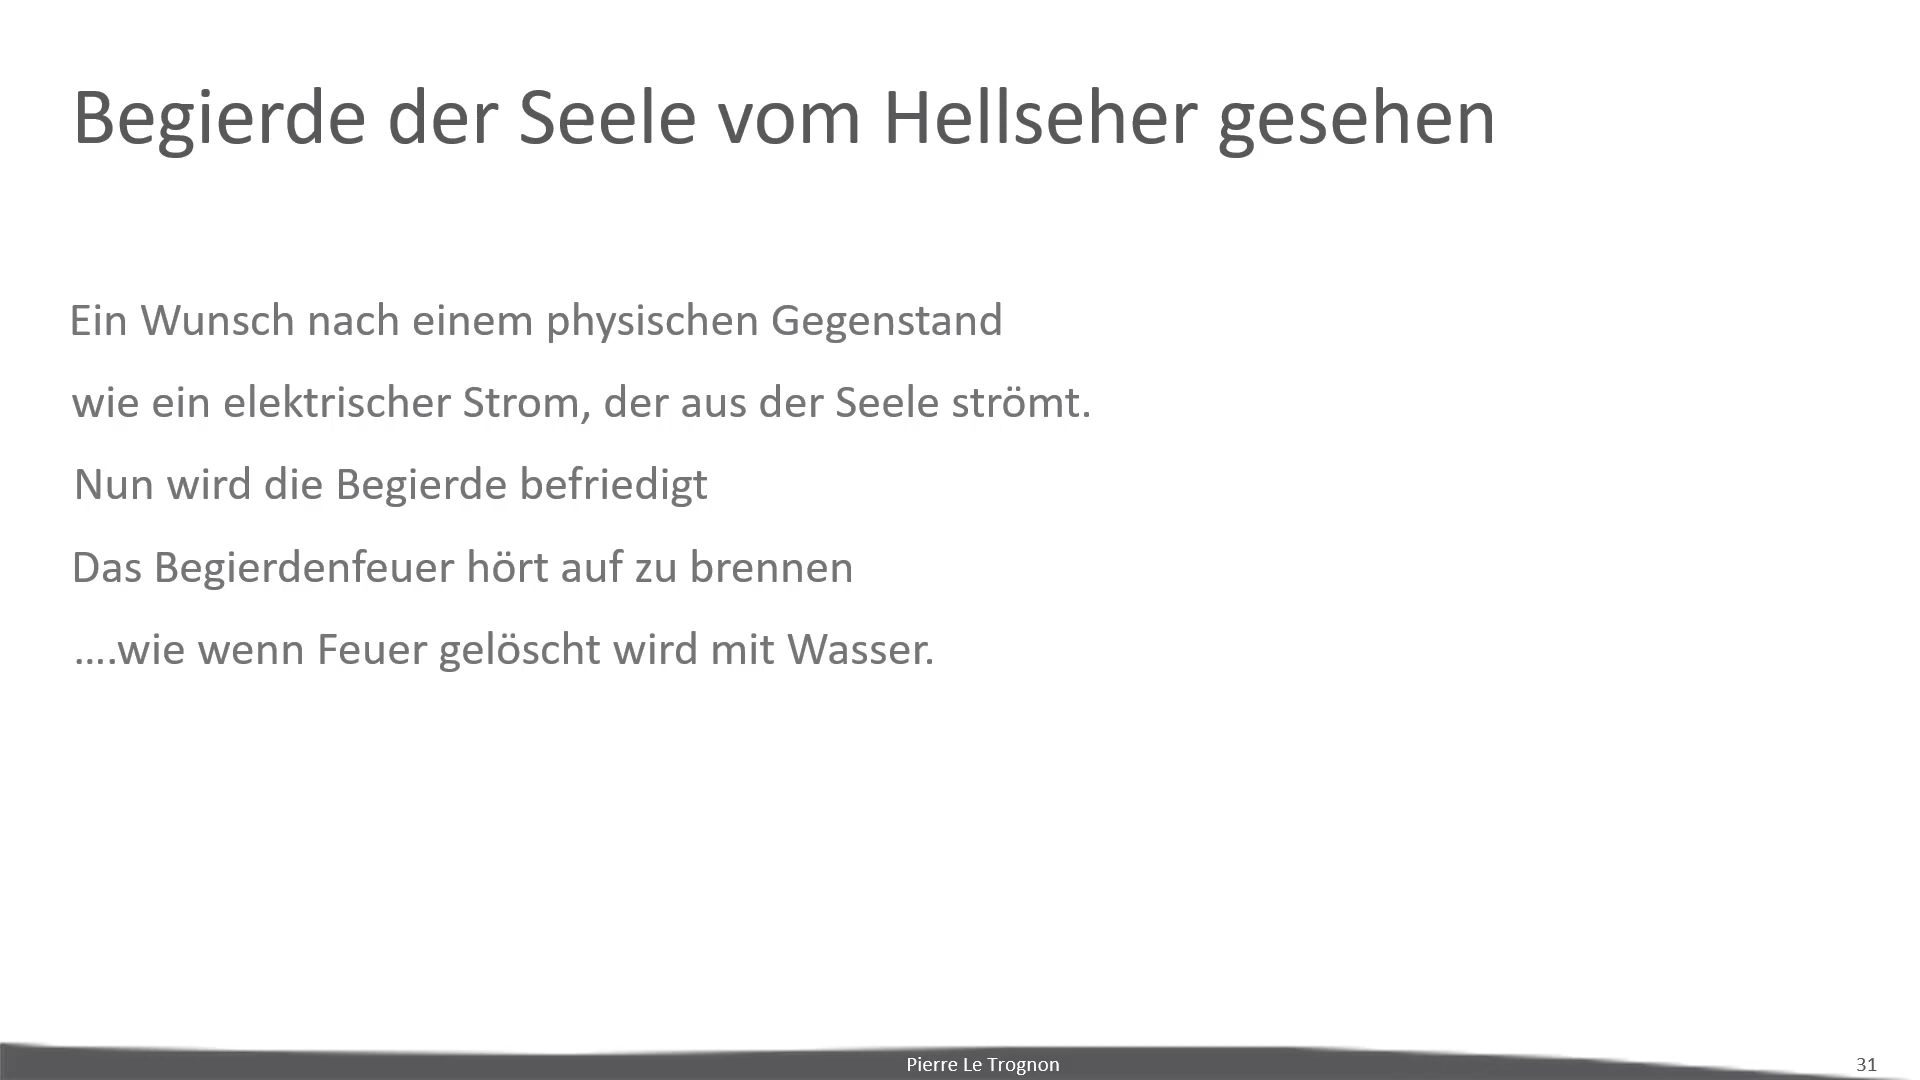 Begierde der Seele vom Hellseher gesehen
Ein Wunsch nach einem physischen Gegenstand
wie ein elektrischer Strom, der aus der Seele strömt.
Nun wird die Begierde befriedigt
Das Begierdenfeuer hört auf zu brennen
….wie wenn Feuer gelöscht wird mit Wasser.
Pierre Le Trognon
31